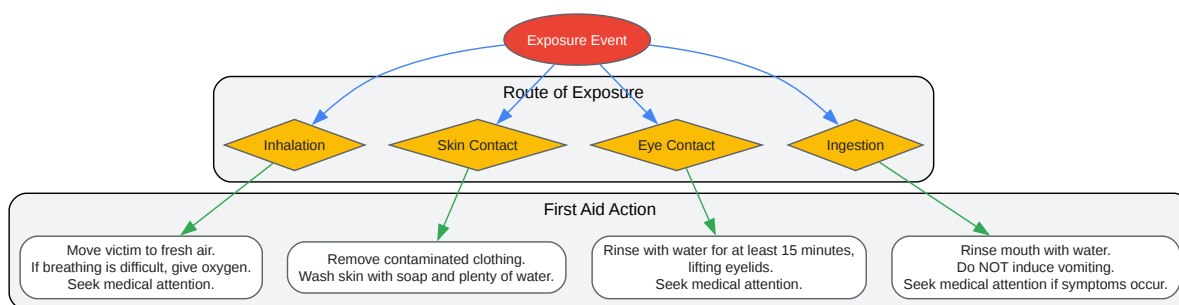 Exposure Event
Route of Exposure
Inhalation
Skin Contact
Eye Contact
Ingestion
First Aid Action
Move victim to fresh air.
If breathing is difficult, give oxygen.
Seek medical attention.
Remove contaminated clothing.
Wash skin with soap and plenty of water.
Rinse with water for at least 15 minutes,
lifting eyelids.
Seek medical attention.
Rinse mouth with water.
Do NOT induce vomiting.
Seek medical attention if symptoms occur.